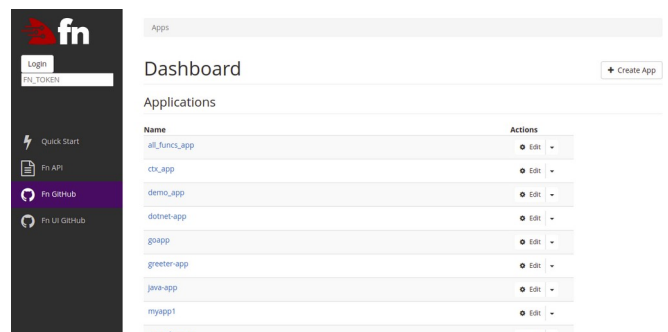 fn
Login
FN_TOKEN
Quick Start
Fn API
Fn GitHub
Fn UI GitHub
Apps
Dashboard
+ Create App
Applications
Name Actions
all_funcs_app Edit
ctx_app Edit
demo_app Edit
dotnet-app Edit
goapp Edit
greeter-app Edit
java-app Edit
myapp1 Edit